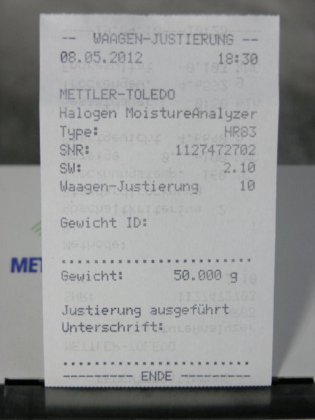 -- WAAGEN-JUSTIERUNG --
08.05.2012 18:30
METTLER-TOLEDO
Halogen MoistureAnalyzer
Type: HR83
SNR: 1127472702
SW: 2.10
Waagen-Justierung 10
Gewicht ID:
........................
Gewicht: 50.000 g
Justierung ausgeführt
Unterschrift:
........................
--------- ENDE ---------
MET